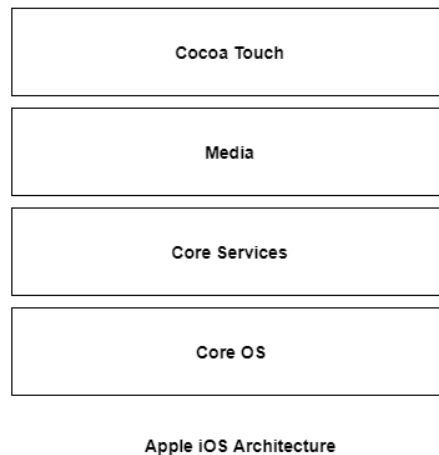 Cocoa Touch
Media
Core Services
Core OS
Apple iOS Architecture